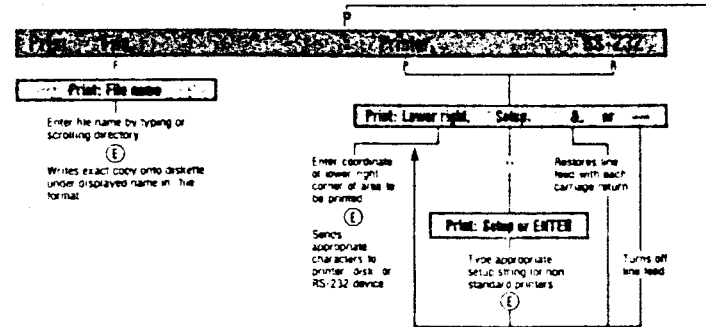 P
Print: File, Printer, RS-232
F P R
Print: File name
Enter file name by typing or
scrolling directory
E
Writes exact copy onto diskette
under displayed name in
format
Print: Lower right, Setup, &, or —
Enter coordinate
of lower right
corner of area to
be printed
E
Sends
appropriate
characters to
printer disk or
RS-232 device
"
Print: Setup or ENTER
Type appropriate
setup string for non
standard printers
E
Restores line
feed with each
carriage return
Turns off
line feed